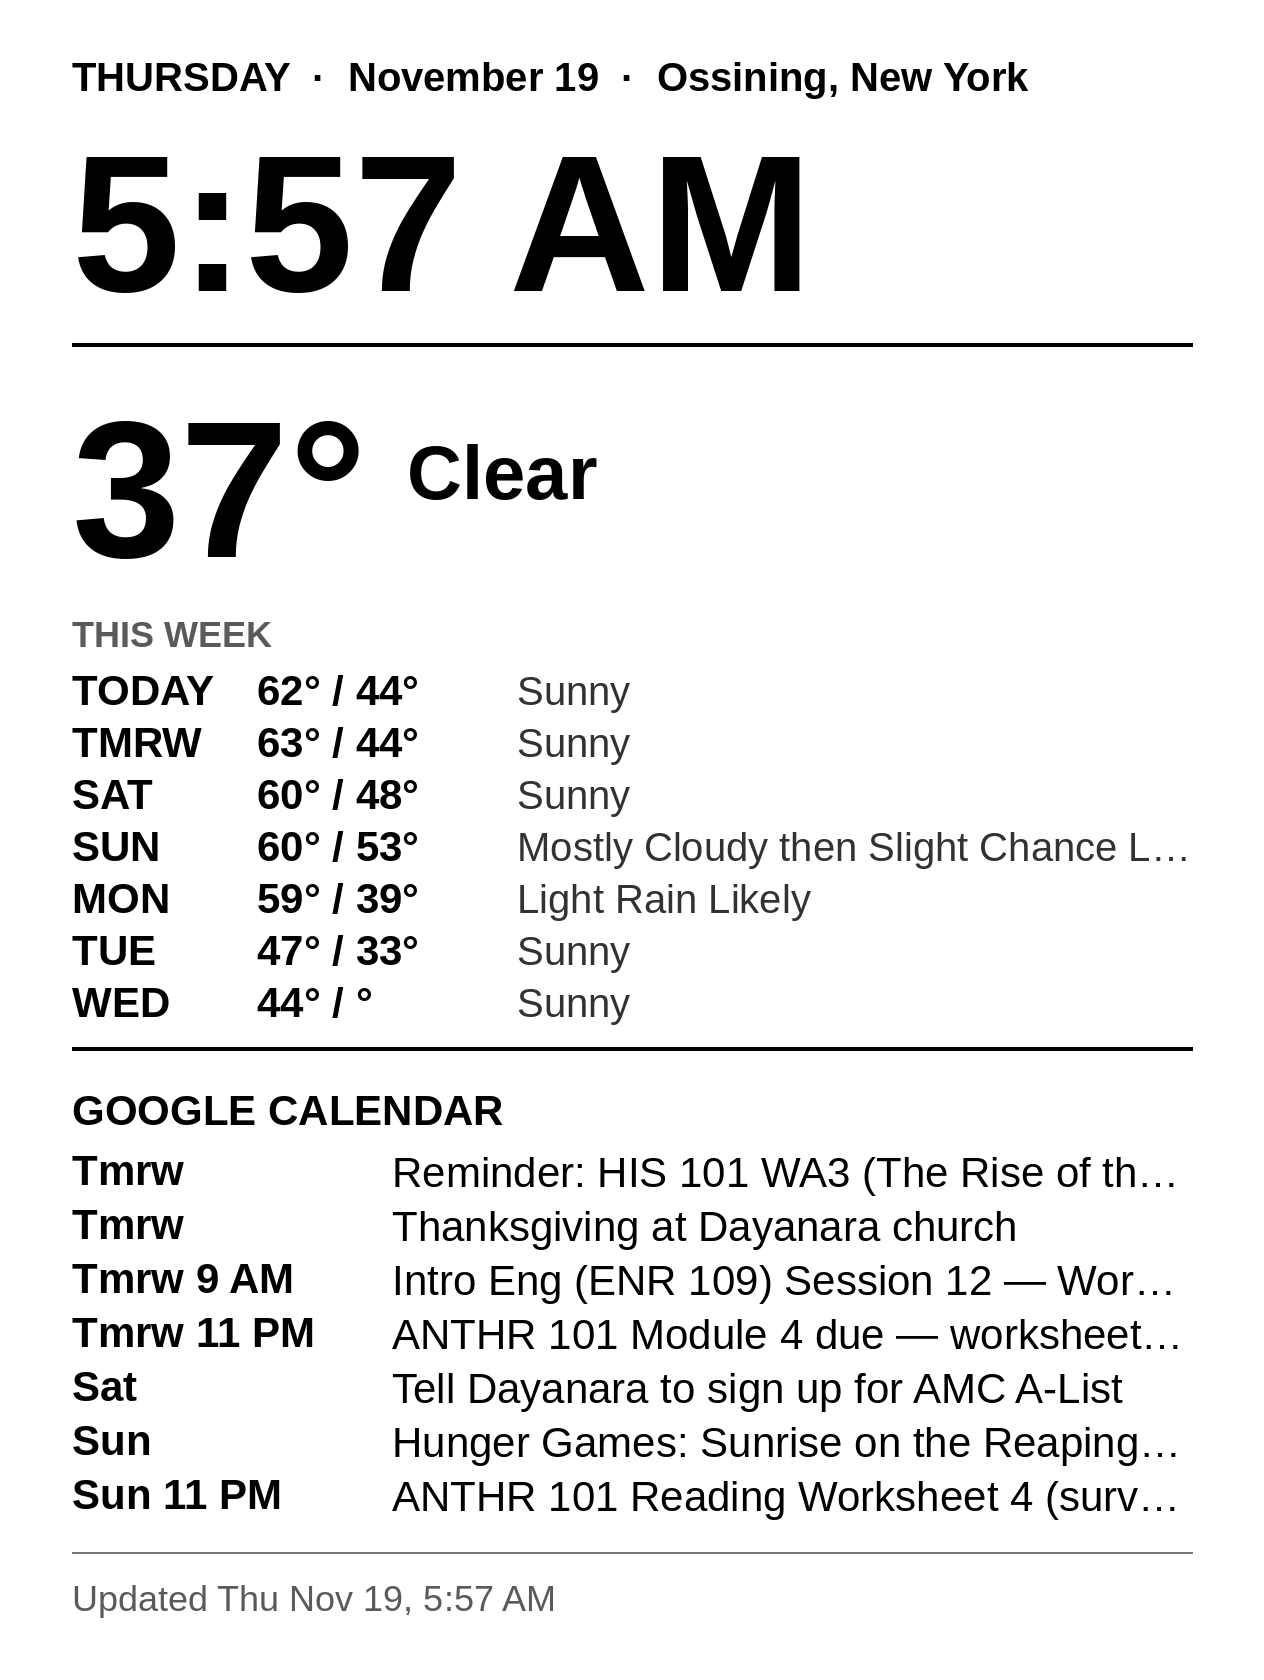 THURSDAY · November 19 · Ossining, New York
5:57 AM
37° Clear
THIS WEEK
TODAY 62° / 44° Sunny
TMRW 63° / 44° Sunny
SAT 60° / 48° Sunny
SUN 60° / 53° Mostly Cloudy then Slight Chance L…
MON 59° / 39° Light Rain Likely
TUE 47° / 33° Sunny
WED 44° / ° Sunny
GOOGLE CALENDAR
Tmrw Reminder: HIS 101 WA3 (The Rise of th…
Tmrw Thanksgiving at Dayanara church
Tmrw 9 AM Intro Eng (ENR 109) Session 12 — Wor…
Tmrw 11 PM ANTHR 101 Module 4 due — worksheet…
Sat Tell Dayanara to sign up for AMC A-List
Sun Hunger Games: Sunrise on the Reaping…
Sun 11 PM ANTHR 101 Reading Worksheet 4 (surv…
Updated Thu Nov 19, 5:57 AM